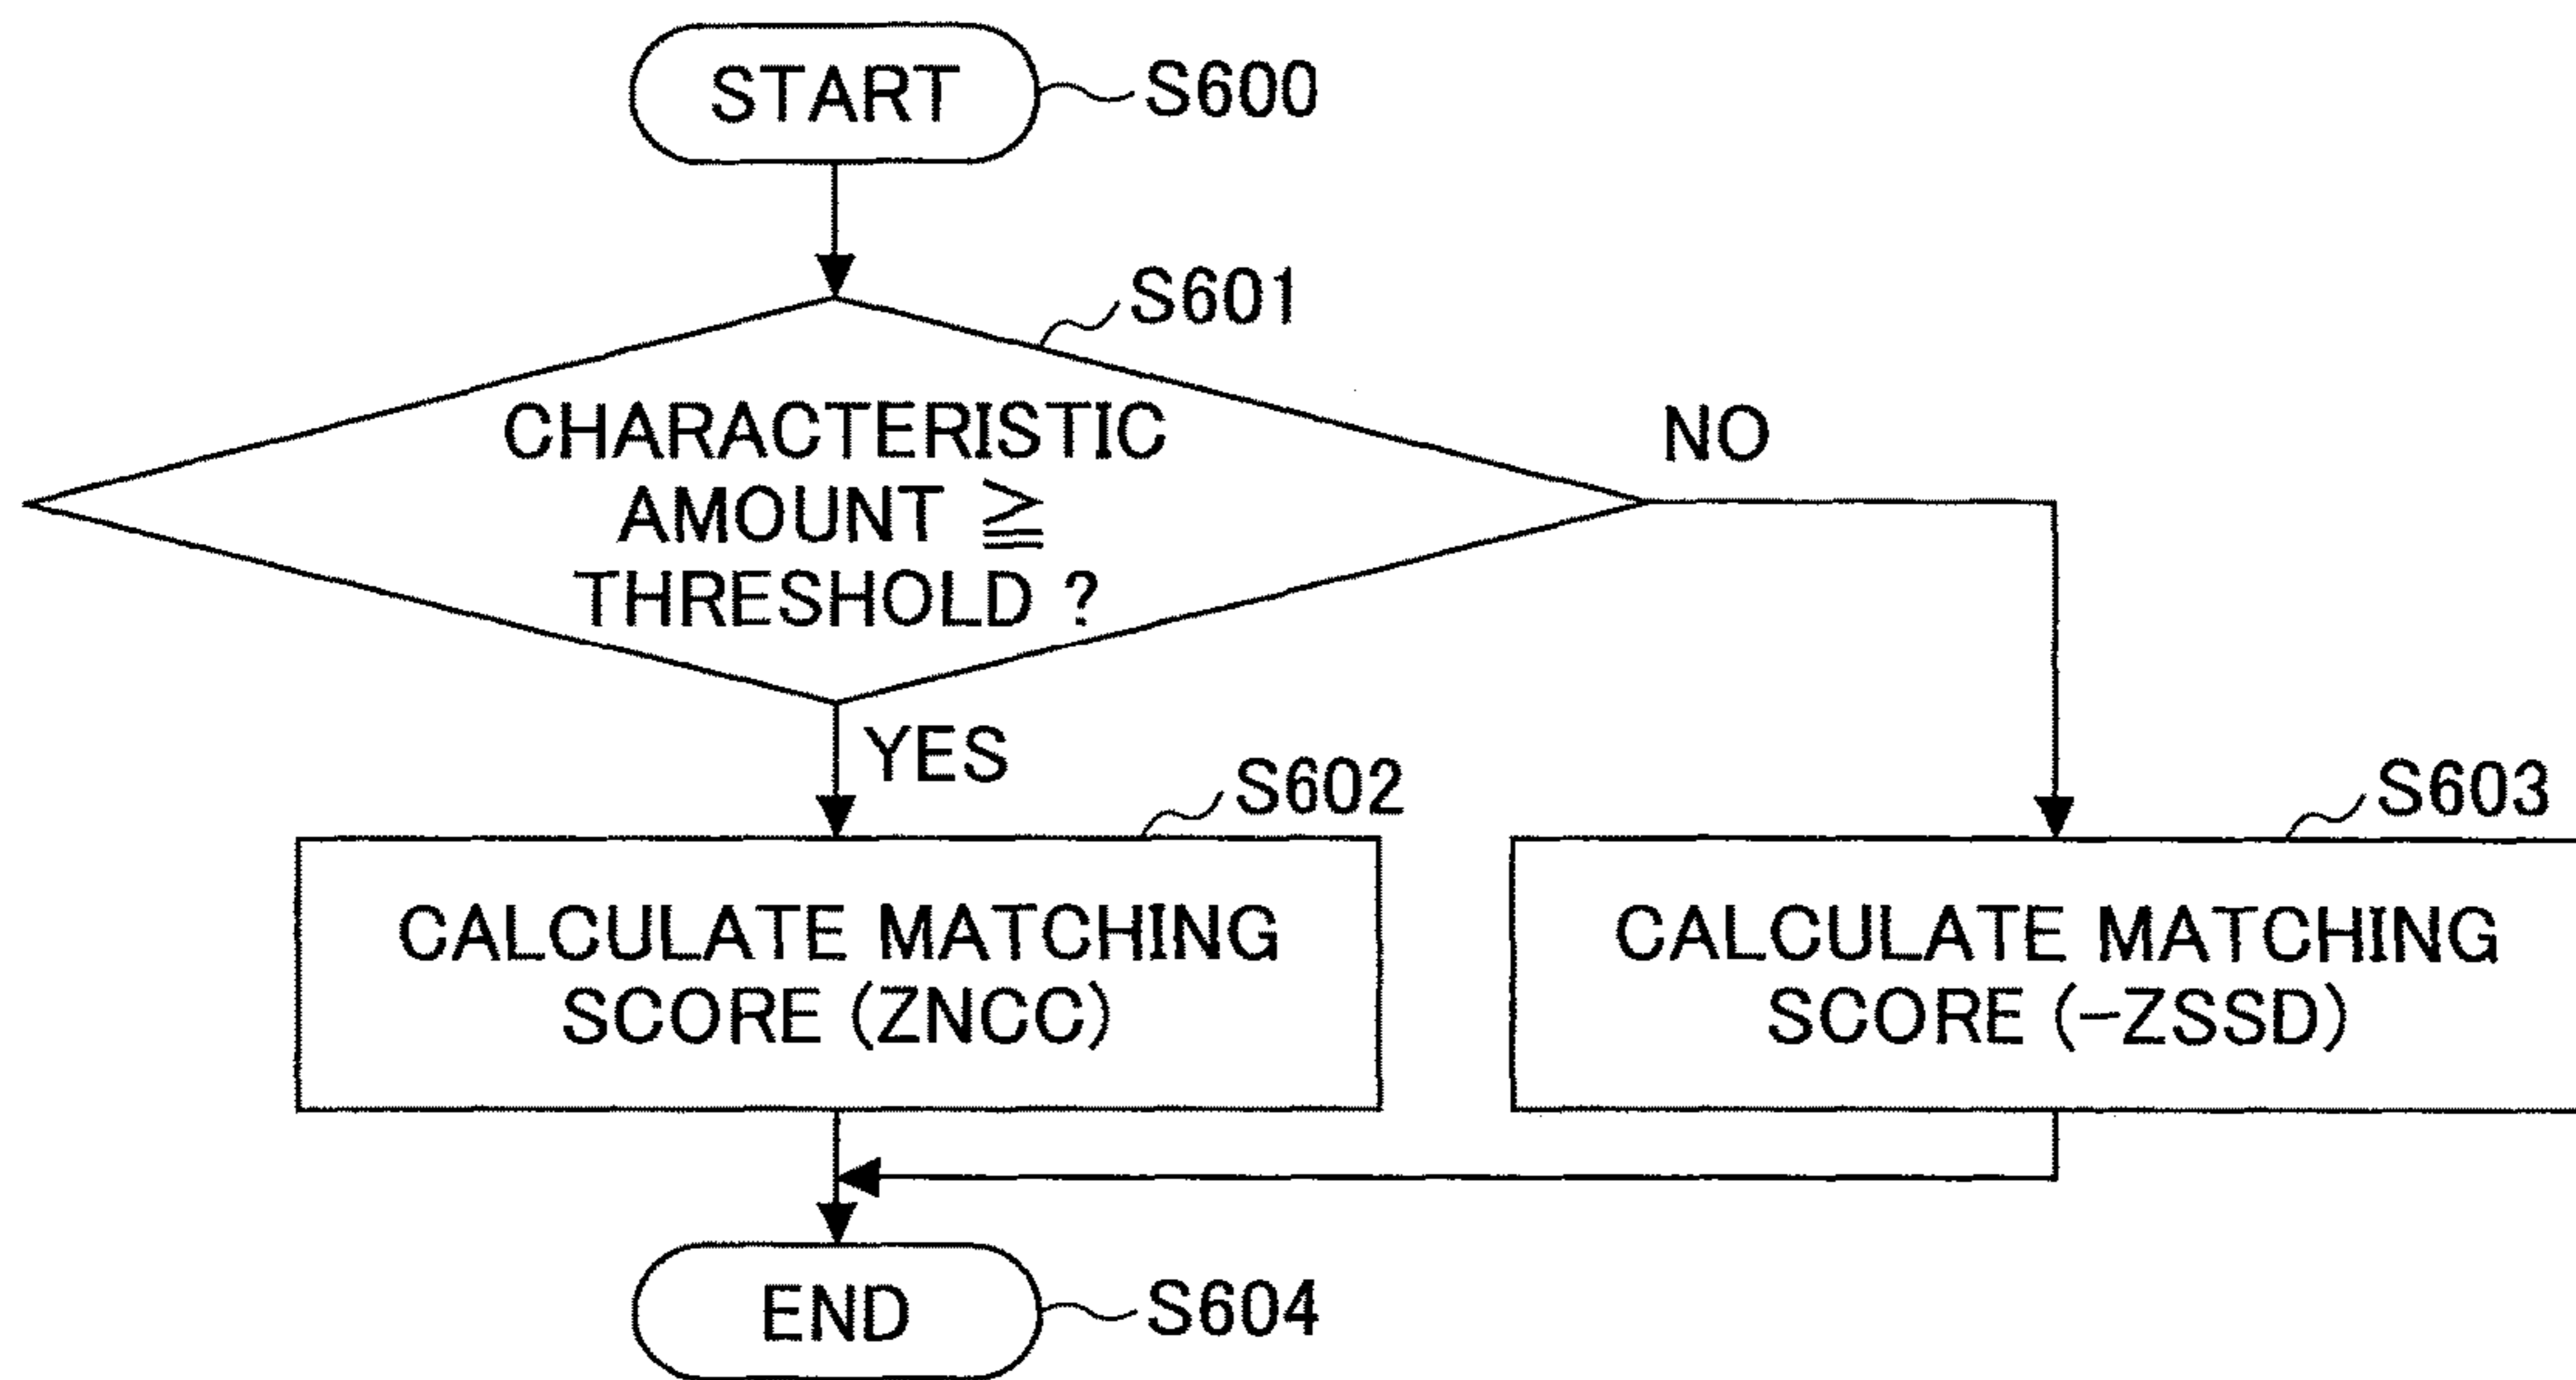 START
S600
S601
CHARACTERISTIC
AMOUNT ≧
THRESHOLD ?
NO
YES
S602
CALCULATE MATCHING
SCORE (ZNCC)
S603
CALCULATE MATCHING
SCORE (-ZSSD)
END
S604